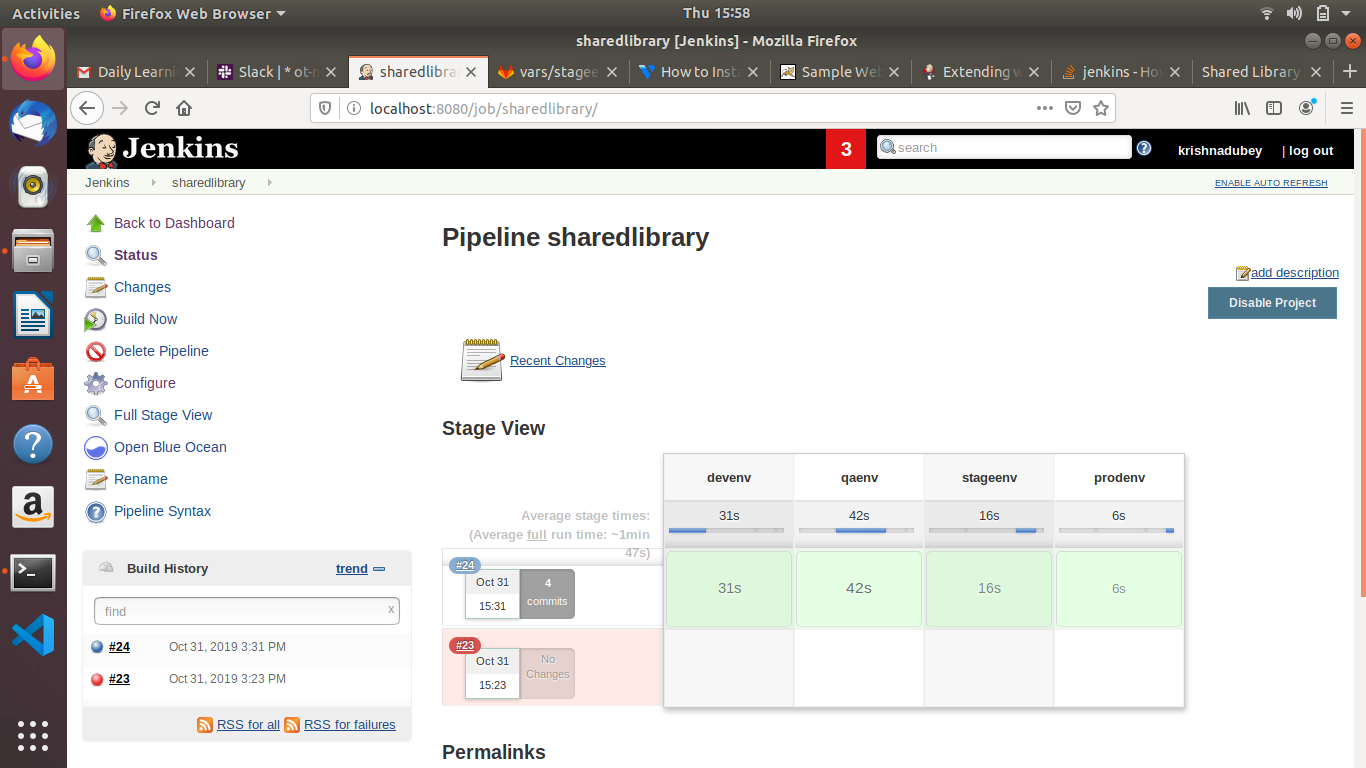 Activities Firefox Web Browser Thu 15:58
sharedlibrary [Jenkins] - Mozilla Firefox
Daily Learni Slack | * ot-n sharedlibra vars/stagee How to Inst Sample Web Extending w jenkins - Ho Shared Library
localhost:8080/job/sharedlibrary/
Jenkins 3 search krishnadubey | log out
Jenkins sharedlibrary ENABLE AUTO REFRESH
Back to Dashboard
Status
Changes
Build Now
Delete Pipeline
Configure
Full Stage View
Open Blue Ocean
Rename
Pipeline Syntax
Build History trend
find x
#24 Oct 31, 2019 3:31 PM
#23 Oct 31, 2019 3:23 PM
RSS for all RSS for failures
Pipeline sharedlibrary
add description
Disable Project
Recent Changes
Stage View
devenv qaenv stageenv prodenv
Average stage times: 31s 42s 16s 6s
(Average full run time: ~1min
47s)
#24
Oct 31 4
15:31 commits
31s 42s 16s 6s
#23
Oct 31 No
15:23 Changes
Permalinks